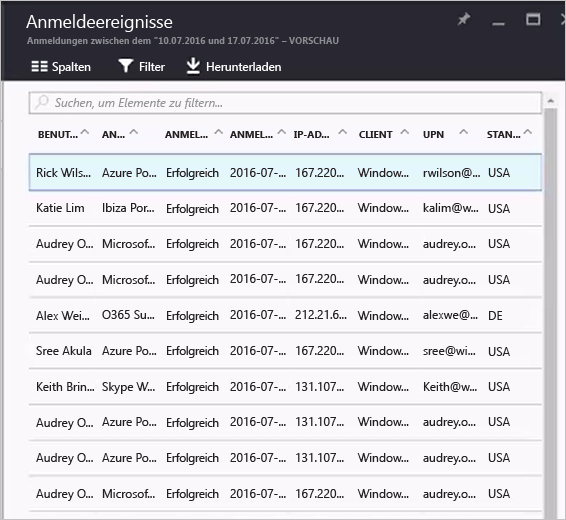 Anmeldeereignisse
Anmeldungen zwischen dem "10.07.2016 und 17.07.2016" – VORSCHAU
Spalten Filter Herunterladen
Suchen, um Elemente zu filtern...
BENUT... AN... ANMEL... ANMEL... IP-AD... CLIENT UPN STAN...
Rick Wils... Azure Po... Erfolgreich 2016-07-... 167.220... Window... rwilson@... USA
Katie Lim Ibiza Por... Erfolgreich 2016-07-... 167.220... Window... kalim@w... USA
Audrey O... Microsof... Erfolgreich 2016-07-... 167.220... Window... audrey.o... USA
Audrey O... Microsof... Erfolgreich 2016-07-... 167.220... Window... audrey.o... USA
Alex Wei... O365 Su... Erfolgreich 2016-07-... 212.21.6... Window... alexwe@... DE
Sree Akula Azure Po... Erfolgreich 2016-07-... 167.220... Window... sree@wi... USA
Keith Brin... Skype W... Erfolgreich 2016-07-... 131.107... Window... Keith@w... USA
Audrey O... Azure Po... Erfolgreich 2016-07-... 131.107... Window... audrey.o... USA
Audrey O... Azure Po... Erfolgreich 2016-07-... 131.107... Window... audrey.o... USA
Audrey O... Microsof... Erfolgreich 2016-07-... 167.220... Window... audrey.o... USA